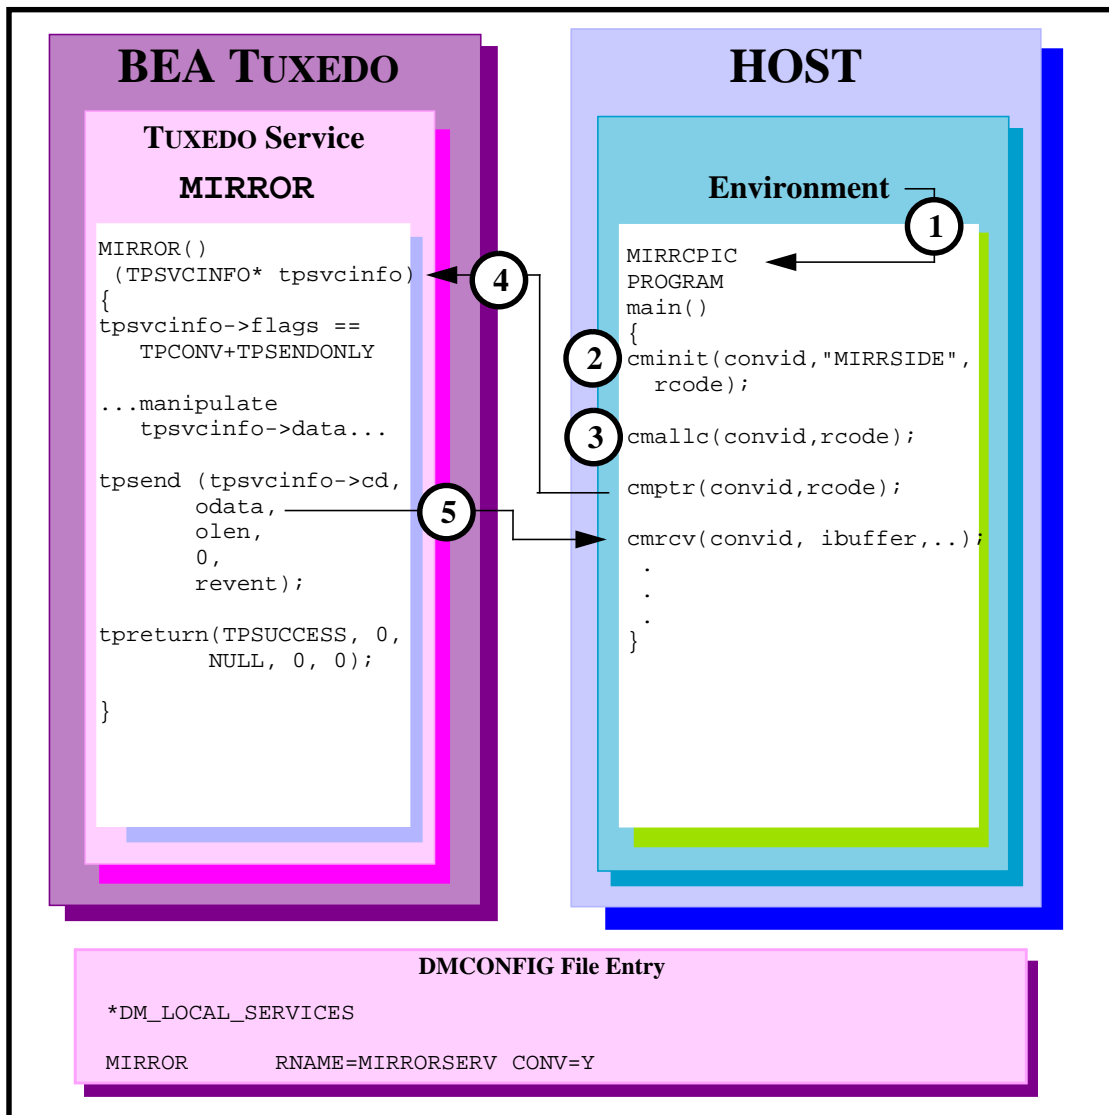 BEA TUXEDO
TUXEDO Service
MIRROR
MIRROR()
(TPSVCINFO* tpsvcinfo)
{
tpsvcinfo->flags ==
TPCONV+TPSENDONLY
...manipulate
tpsvcinfo->data...
tpsend (tpsvcinfo->cd,
odata,
olen,
0,
revent);
tpreturn(TPSUCCESS, 0,
NULL, 0, 0);
}
4
5
HOST
Environment
1
MIRRCPIC
PROGRAM
main()
{
2
cminit(convid,"MIRRSIDE",
rcode);
3
cmallc(convid,rcode);
cmptr(convid,rcode);
cmrcv(convid, ibuffer,..);
.
.
.
}
DMCONFIG File Entry
*DM_LOCAL_SERVICES
MIRROR RNAME=MIRRORSERV CONV=Y